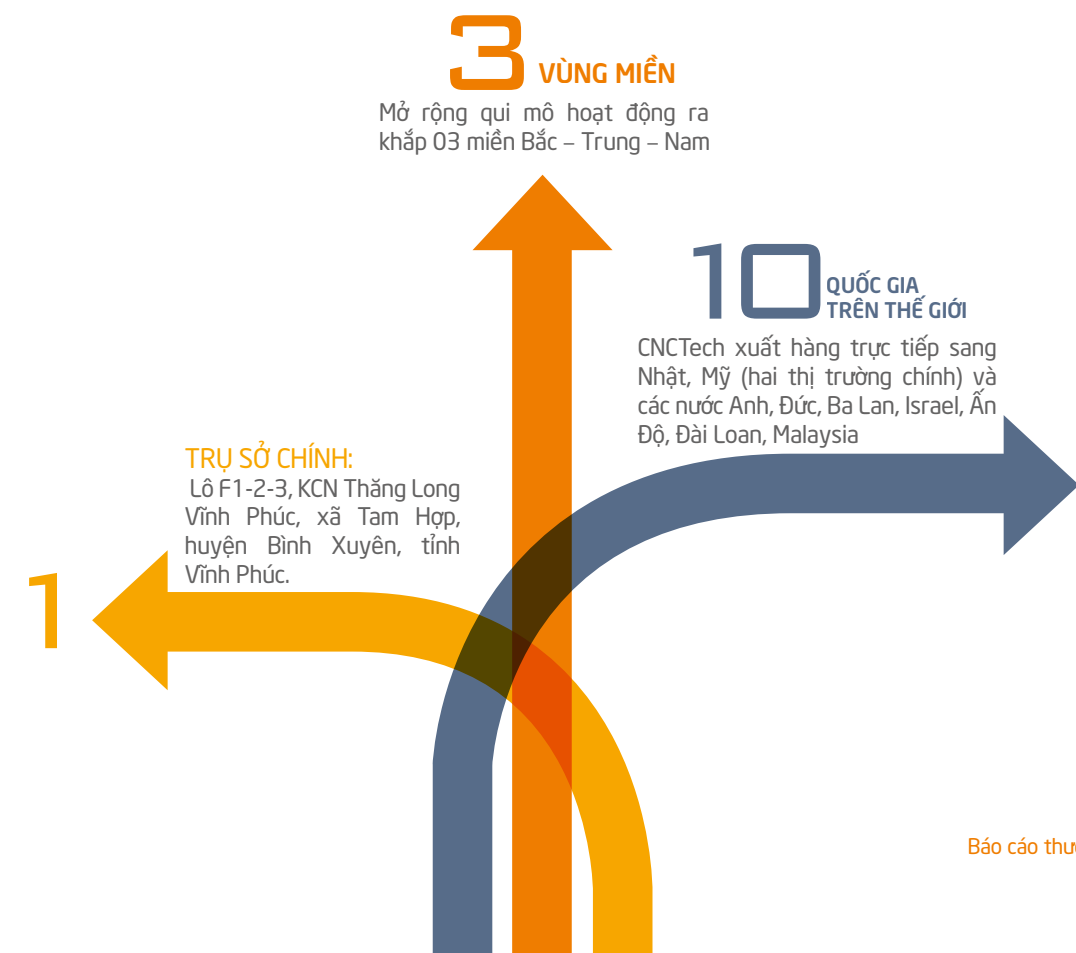 3 VÙNG MIỀN
Mở rộng qui mô hoạt động ra
khắp 03 miền Bắc – Trung – Nam
10 QUỐC GIA
TRÊN THẾ GIỚI
CNCTech xuất hàng trực tiếp sang
Nhật, Mỹ (hai thị trường chính) và
các nước Anh, Đức, Ba Lan, Israel, Ấn
Độ, Đài Loan, Malaysia
TRỤ SỞ CHÍNH:
Lô F1-2-3, KCN Thăng Long
Vĩnh Phúc, xã Tam Hợp,
huyện Bình Xuyên, tỉnh
Vĩnh Phúc.
1
Báo cáo